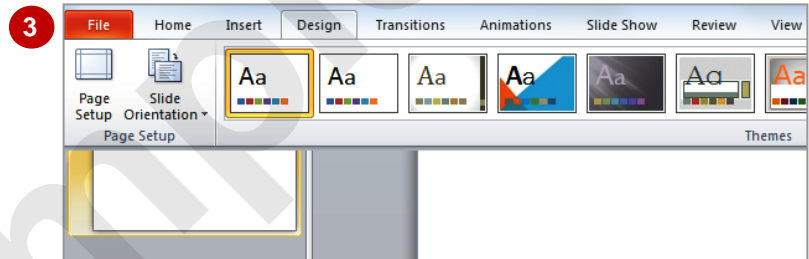 3
File Home Insert Design Transitions Animations Slide Show Review View
Aa Aa Aa Aa Aa Aa Aa
Page Setup Slide Orientation
Page Setup Themes